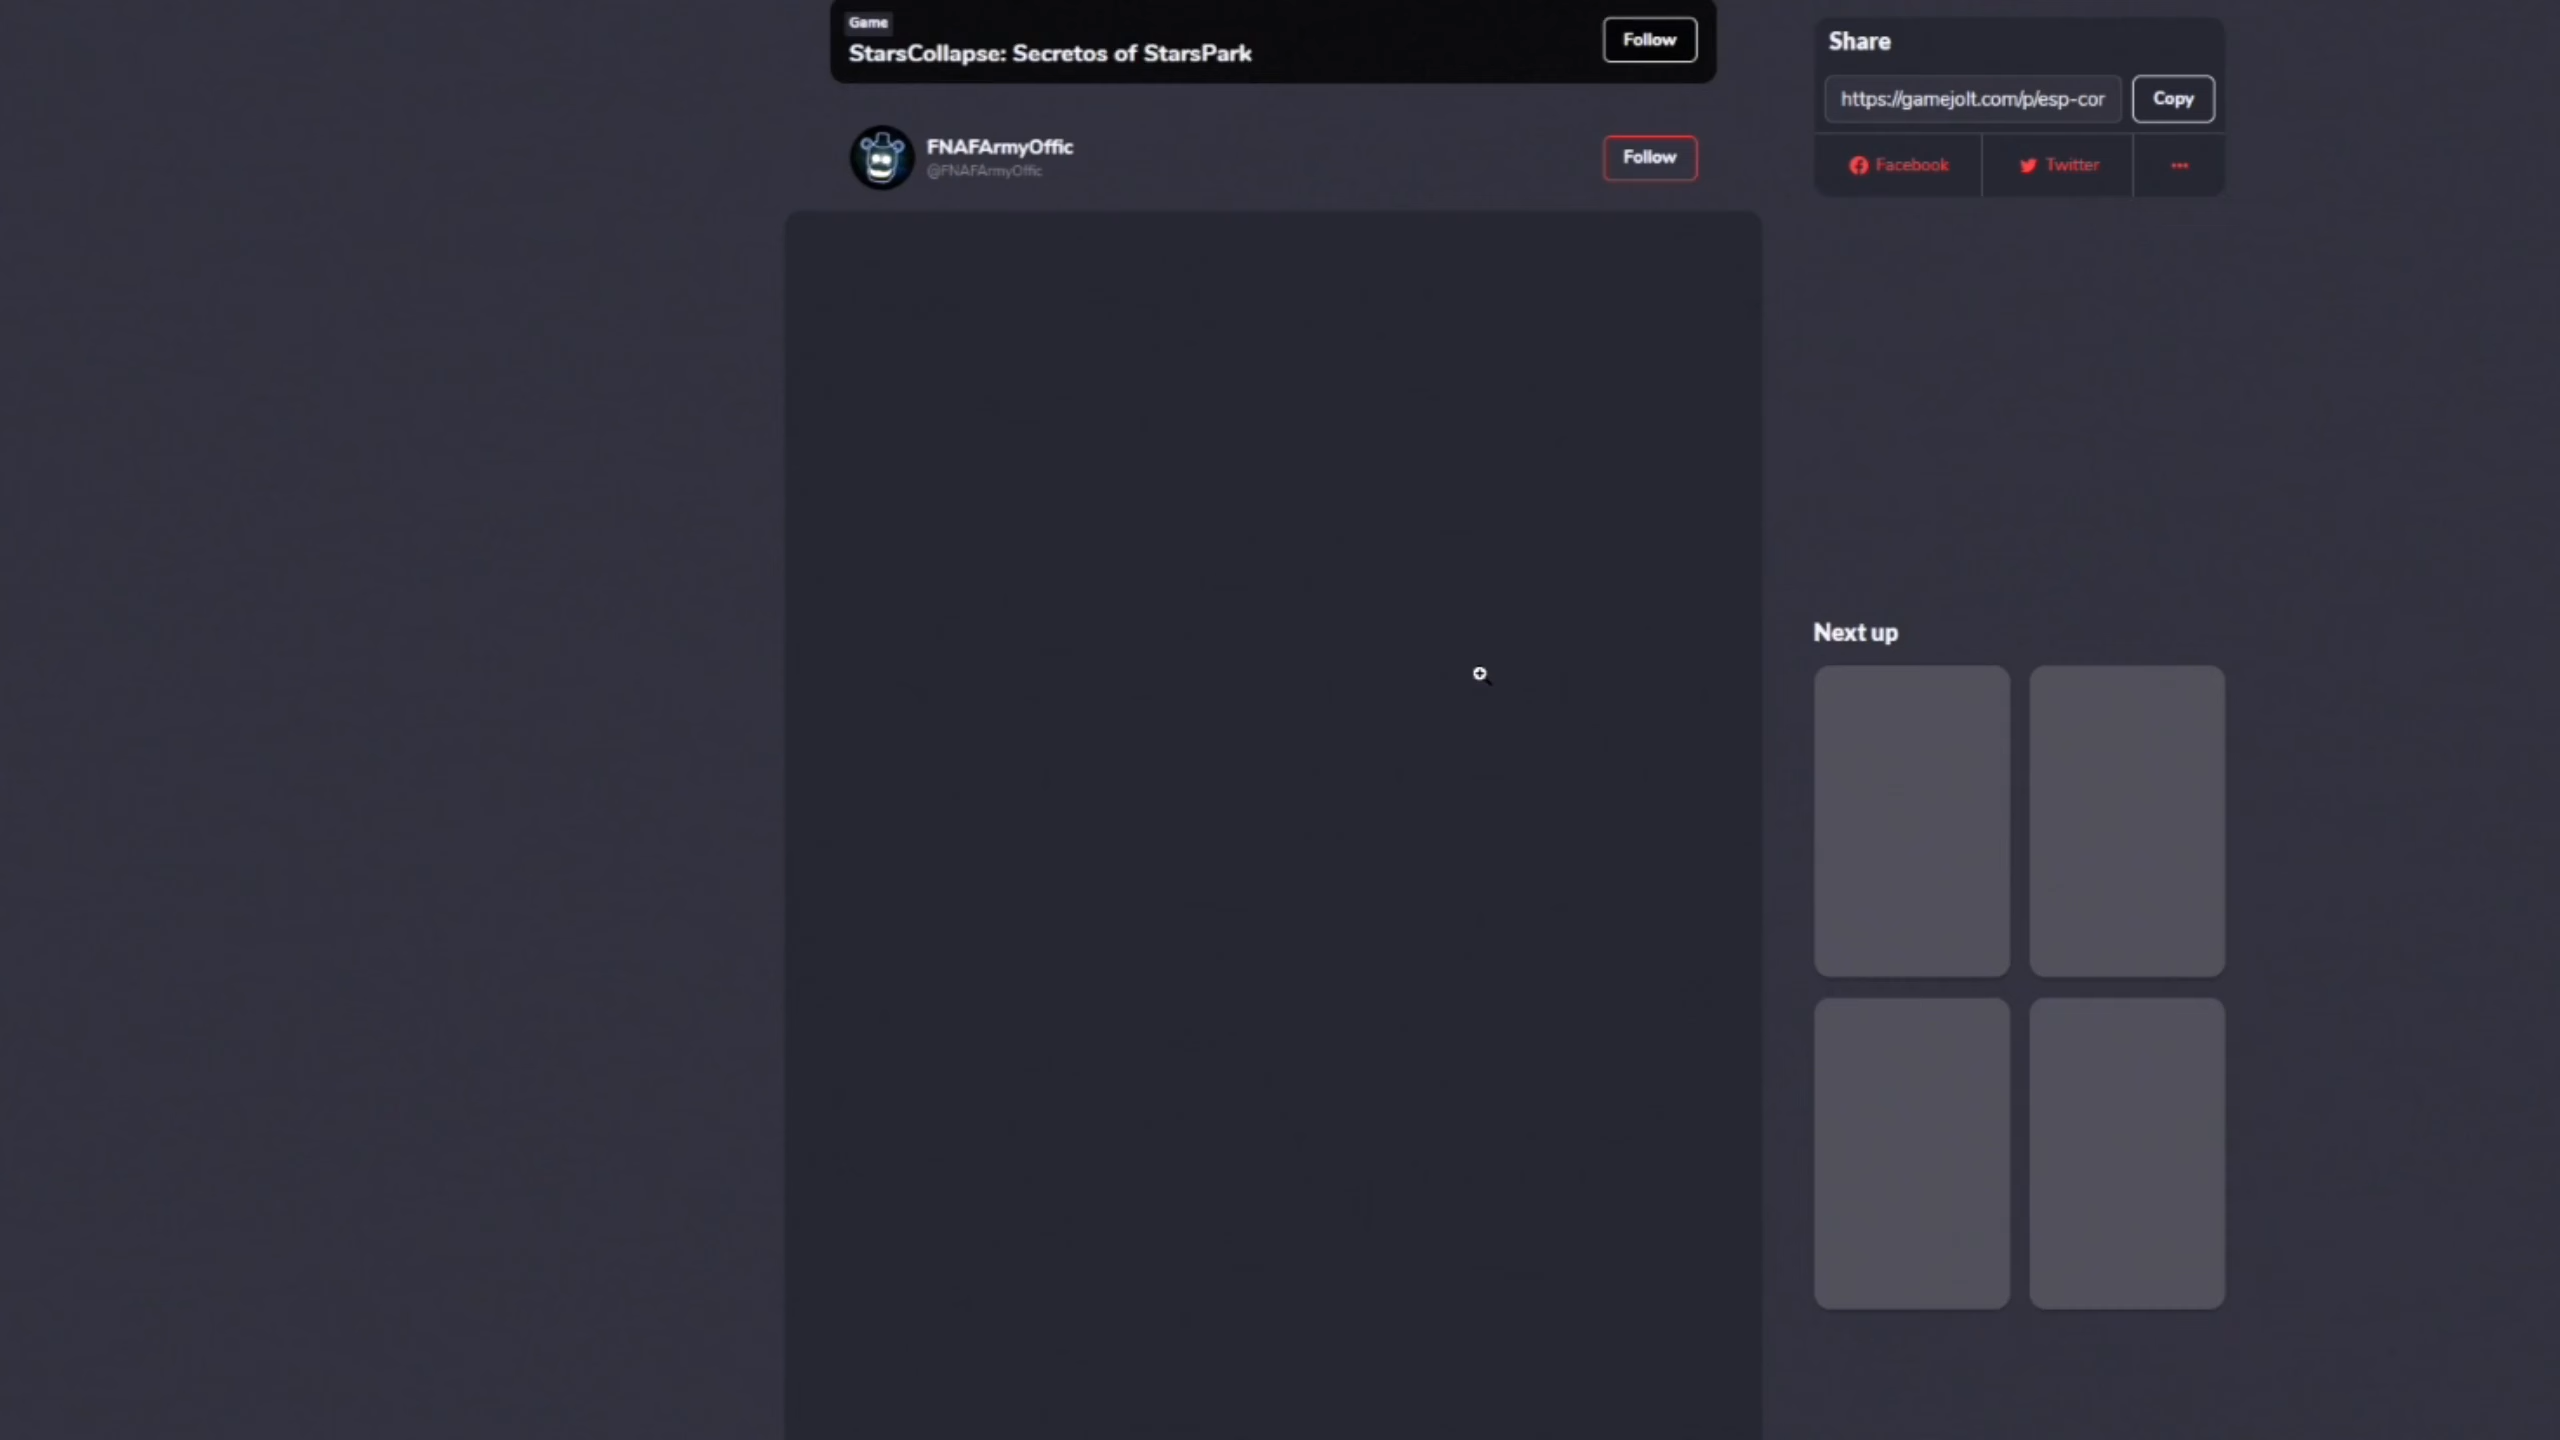 Game
StarsCollapse: Secretos of StarsPark
Follow
FNAFArmyOffic
@FNAFArmyOffic
Follow
Share
https://gamejolt.com/p/esp-cor
Copy
Facebook
Twitter
Next up